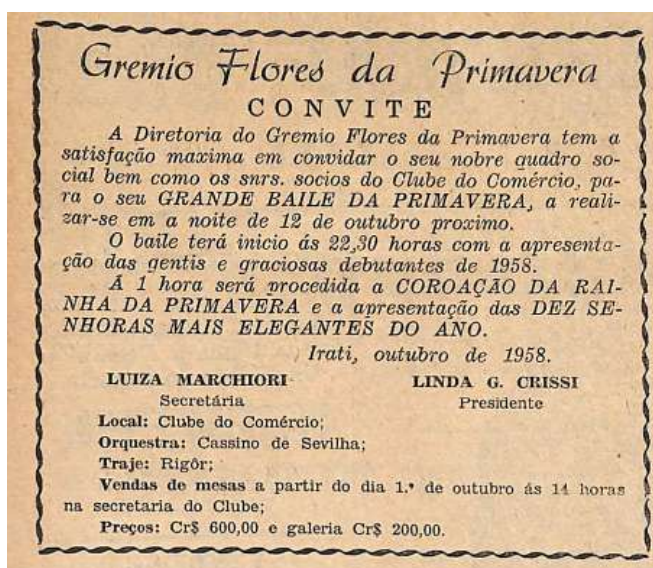 Gremio Flores da Primavera
CONVITE
A Diretoria do Gremio Flores da Primavera tem a
satisfação maxima em convidar o seu nobre quadro so-
cial bem como os snrs. socios do Clube do Comércio, pa-
ra o seu GRANDE BAILE DA PRIMAVERA, a reali-
zar-se em a noite de 12 de outubro proximo.
O baile terá inicio ás 22,30 horas com a apresenta-
ção das gentis e graciosas debutantes de 1958.
Á 1 hora será procedida a COROAÇÃO DA RAI-
NHA DA PRIMAVERA e a apresentação das DEZ SE-
NHORAS MAIS ELEGANTES DO ANO.
Irati, outubro de 1958.
LUIZA MARCHIORI LINDA G. CRISSI
Secretária Presidente
Local: Clube do Comércio;
Orquestra: Cassino de Sevilha;
Traje: Rigôr;
Vendas de mesas a partir do dia 1.º de outubro ás 14 horas
na secretaria do Clube;
Preços: Cr$ 600,00 e galeria Cr$ 200,00.